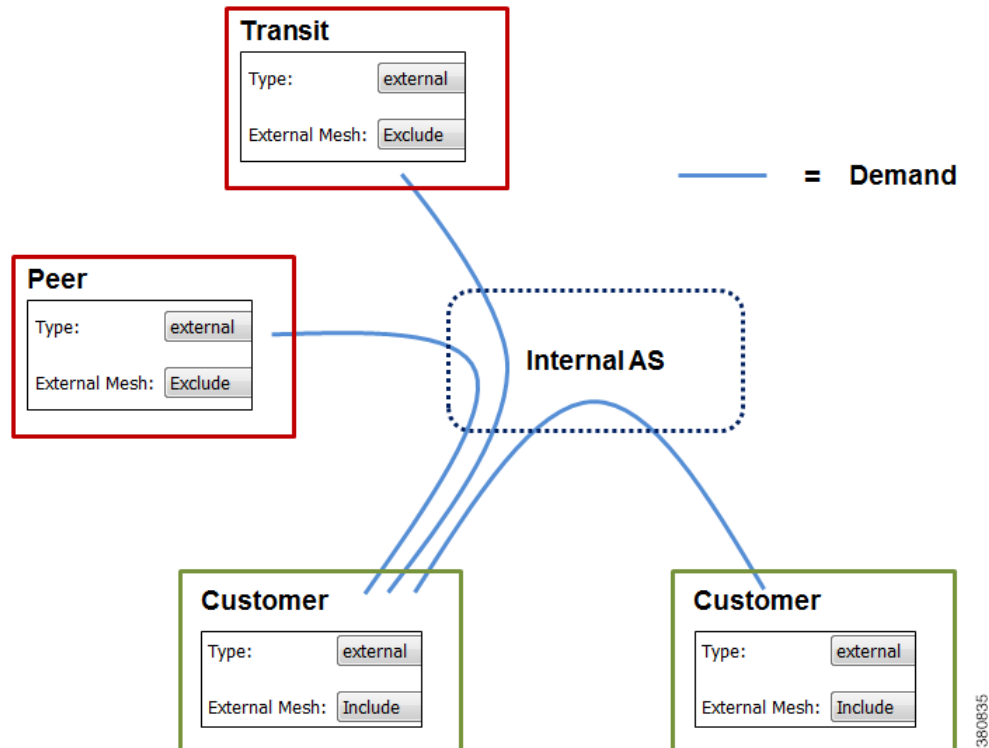 Transit
Type: external
External Mesh: Exclude
= Demand
Peer
Type: external
External Mesh: Exclude
Internal AS
Customer
Type: external
External Mesh: Include
Customer
Type: external
External Mesh: Include
380835